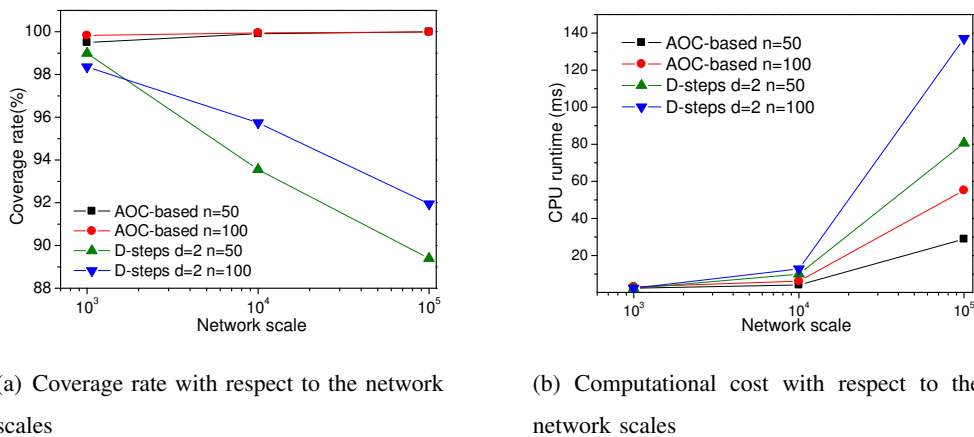 100
98
96
94
92
90
88
Coverage rate(%)
AOC-based n=50
AOC-based n=100
D-steps d=2 n=50
D-steps d=2 n=100
10³ 10⁴ 10⁵
Network scale
140
120
100
80
60
40
20
CPU runtime (ms)
AOC-based n=50
AOC-based n=100
D-steps d=2 n=50
D-steps d=2 n=100
10³ 10⁴ 10⁵
Network scale
(a) Coverage rate with respect to the network
scales
(b) Computational cost with respect to the
network scales